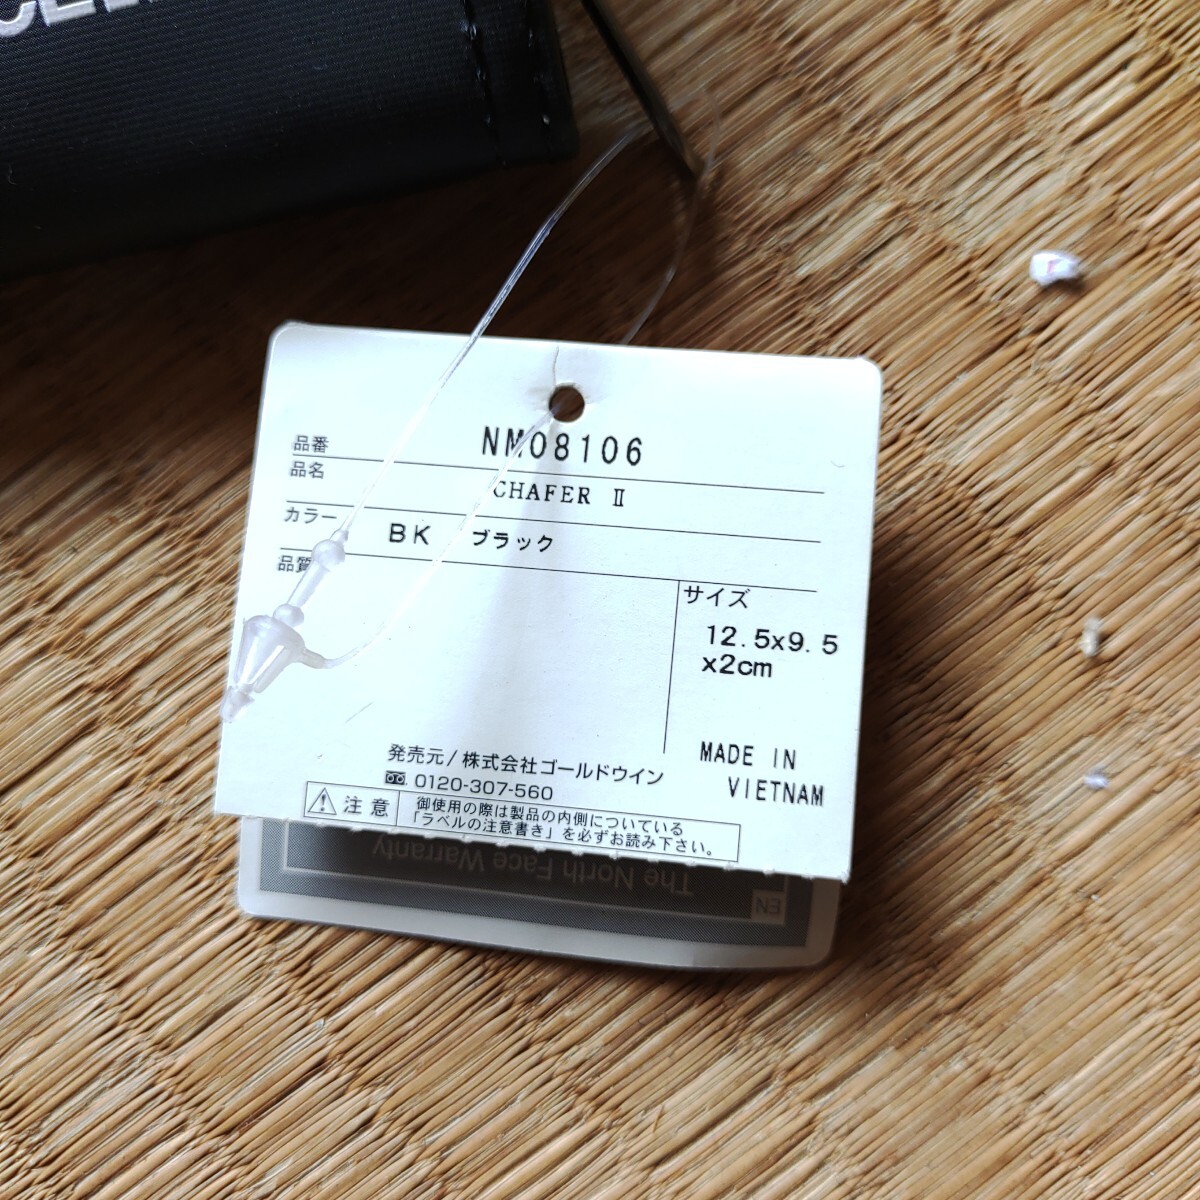 品番 NM08106
品名 CHAFER Ⅱ
カラー BK ブラック
品質
サイズ
12.5x9.5
x2cm
MADE IN
VIETNAM
発売元/株式会社ゴールドウイン
0120-307-560
注意
御使用の際は製品の内側についている
「ラベルの注意書き」を必ずお読み下さい。
The North Face Warranty
EN